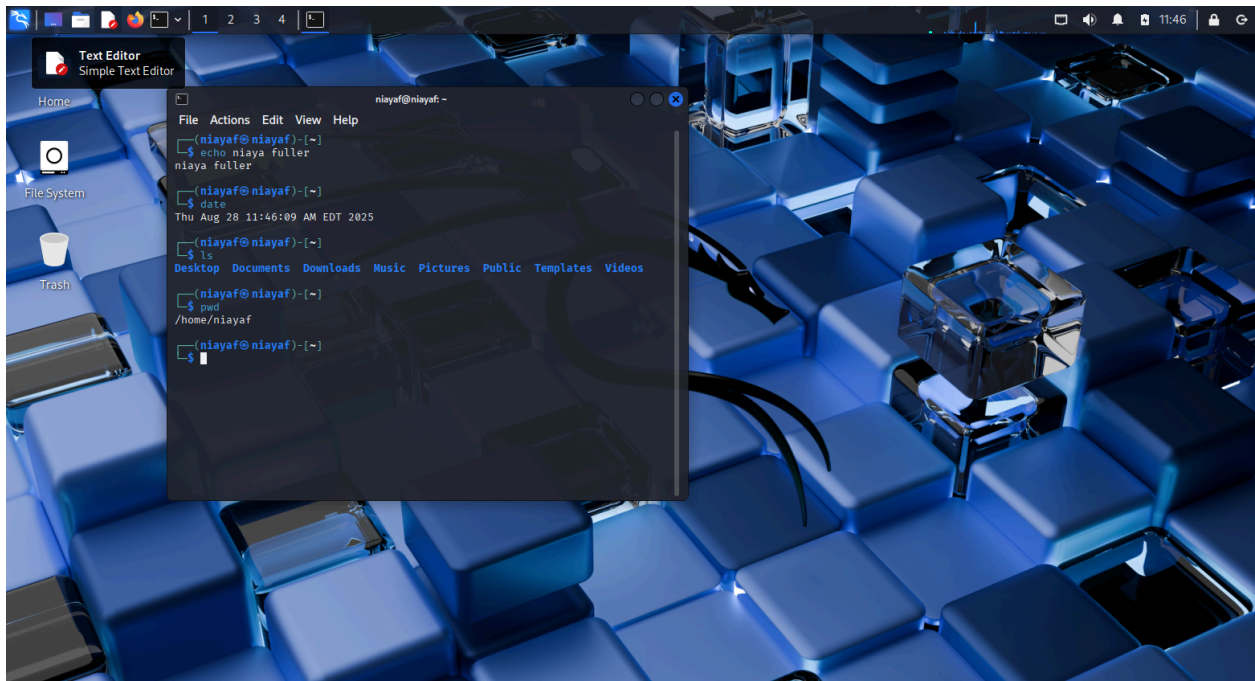 1 2 3 4
11:46
Text Editor
Simple Text Editor
Home
File System
Trash
niayaf@niayaf: ~
File Actions Edit View Help
┌──(niayaf㉿niayaf)-[~]
└─$ echo niaya fuller
niaya fuller
┌──(niayaf㉿niayaf)-[~]
└─$ date
Thu Aug 28 11:46:09 AM EDT 2025
┌──(niayaf㉿niayaf)-[~]
└─$ ls
Desktop Documents Downloads Music Pictures Public Templates Videos
┌──(niayaf㉿niayaf)-[~]
└─$ pwd
/home/niayaf
┌──(niayaf㉿niayaf)-[~]
└─$